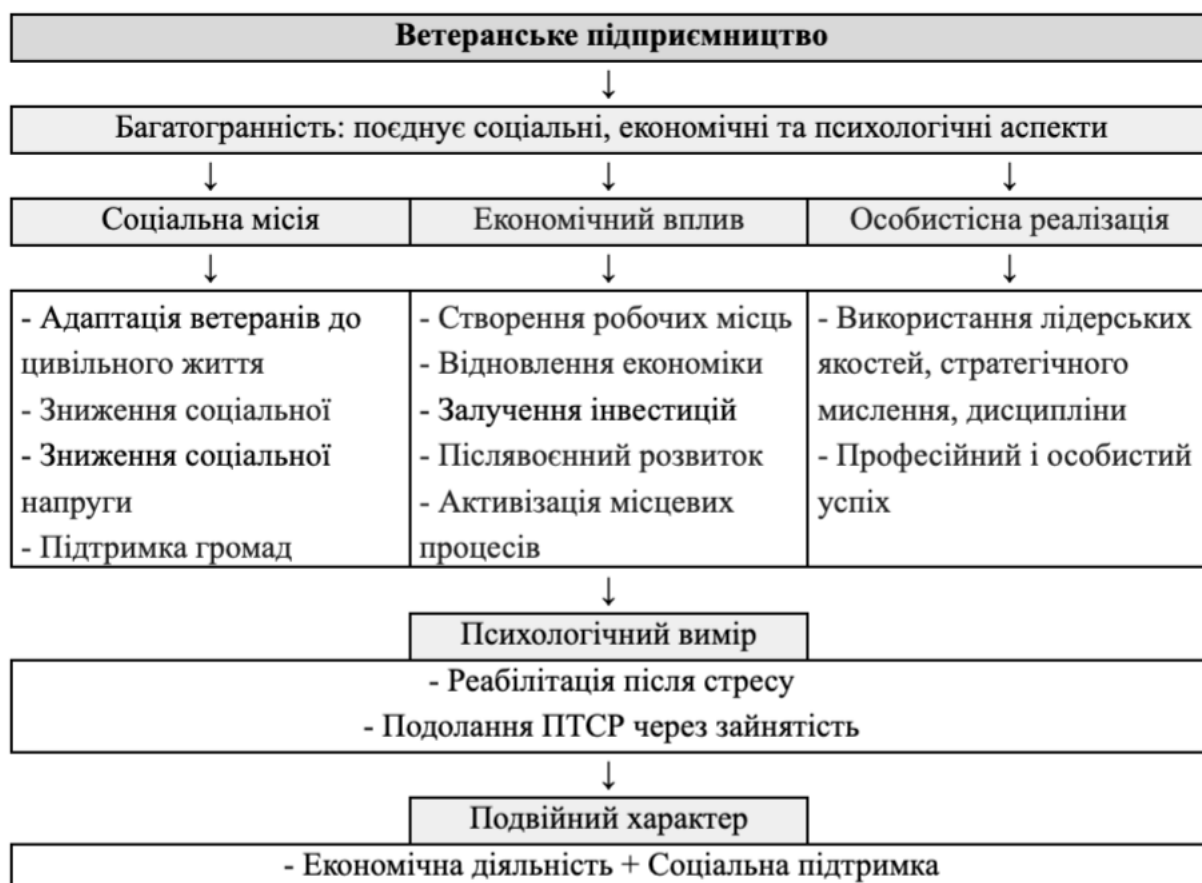 Ветеранське підприємництво
↓
Багатогранність: поєднує соціальні, економічні та психологічні аспекти
↓ ↓ ↓
Соціальна місія
Економічний вплив
Особистісна реалізація
↓ ↓ ↓
- Адаптація ветеранів до
цивільного життя
- Зниження соціальної
- Зниження соціальної
напруги
- Підтримка громад
- Створення робочих місць
- Відновлення економіки
- Залучення інвестицій
- Післявоєнний розвиток
- Активізація місцевих
процесів
- Використання лідерських
якостей, стратегічного
мислення, дисципліни
- Професійний і особистий
успіх
↓
Психологічний вимір
- Реабілітація після стресу
- Подолання ПТСР через зайнятість
↓
Подвійний характер
- Економічна діяльність + Соціальна підтримка